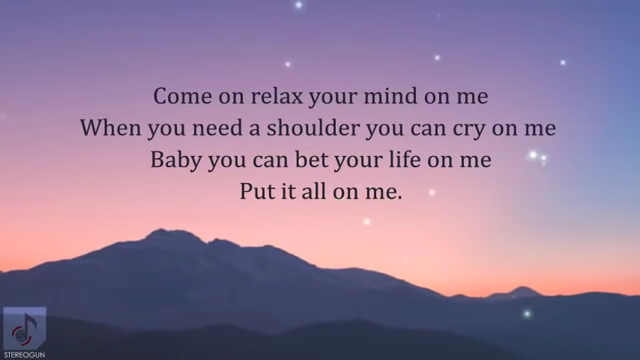 Come on relax your mind on me
When you need a shoulder you can cry on me
Baby you can bet your life on me
Put it all on me.
STEREOGUN